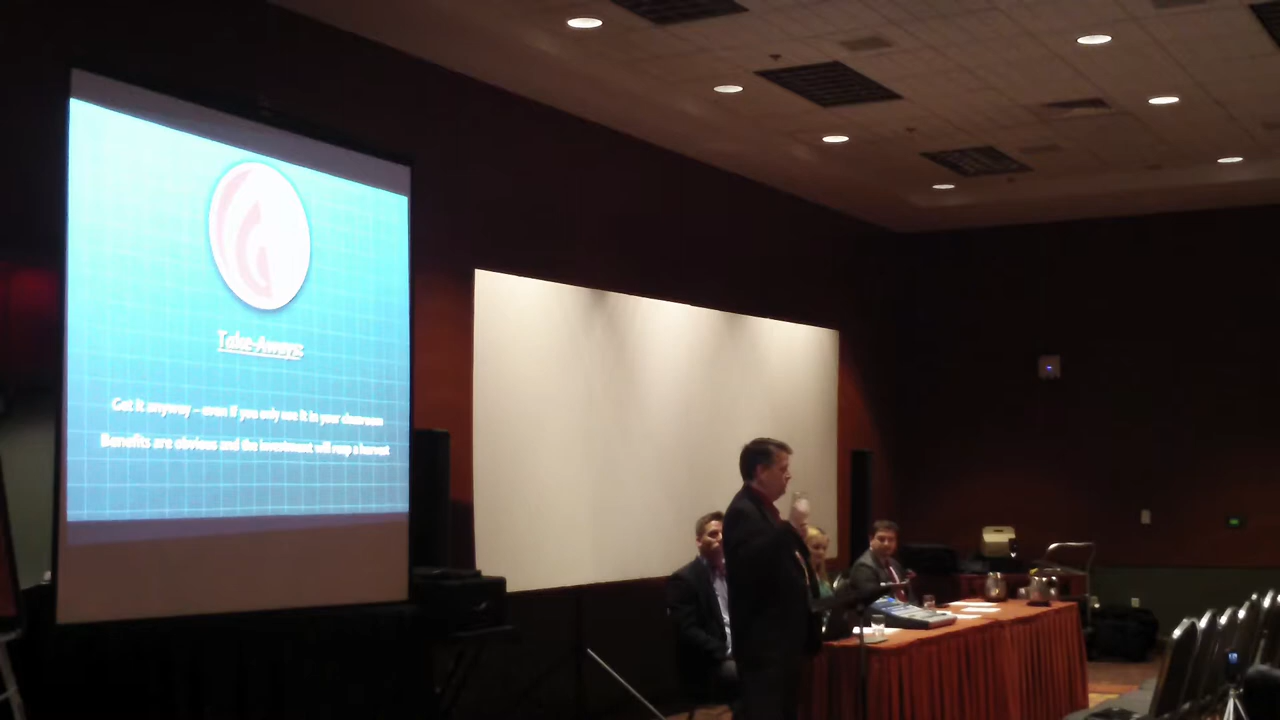 Take-Aways:
Get it anyway – even if you only use it in your classroom
Benefits are obvious and the investment will reap a harvest